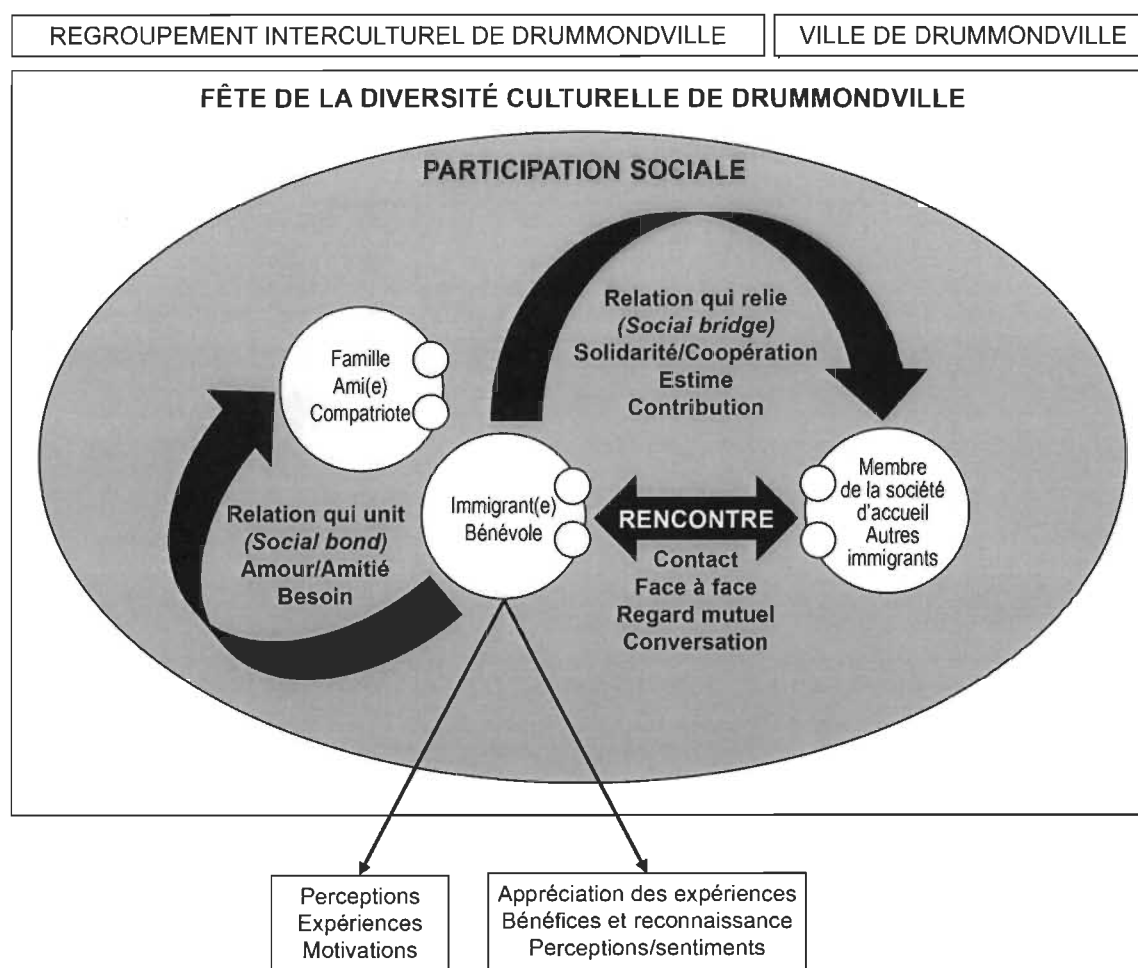 REGROUPEMENT INTERCULTUREL DE DRUMMONDVILLE
VILLE DE DRUMMONDVILLE
FÊTE DE LA DIVERSITÉ CULTURELLE DE DRUMMONDVILLE
PARTICIPATION SOCIALE
Relation qui relie
(Social bridge)
Solidarité/Coopération
Estime
Contribution
Famille
Ami(e)
Compatriote
Relation qui unit
(Social bond)
Amour/Amitié
Besoin
Immigrant(e)
Bénévole
RENCONTRE
Contact
Face à face
Regard mutuel
Conversation
Membre
de la société
d'accueil
Autres
immigrants
Perceptions
Expériences
Motivations
Appréciation des expériences
Bénéfices et reconnaissance
Perceptions/sentiments